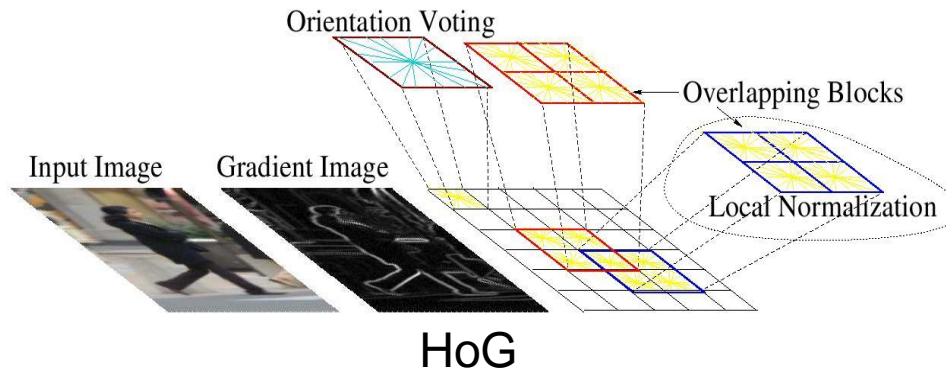 Orientation Voting
Overlapping Blocks
Input Image
Gradient Image
Local Normalization
HoG